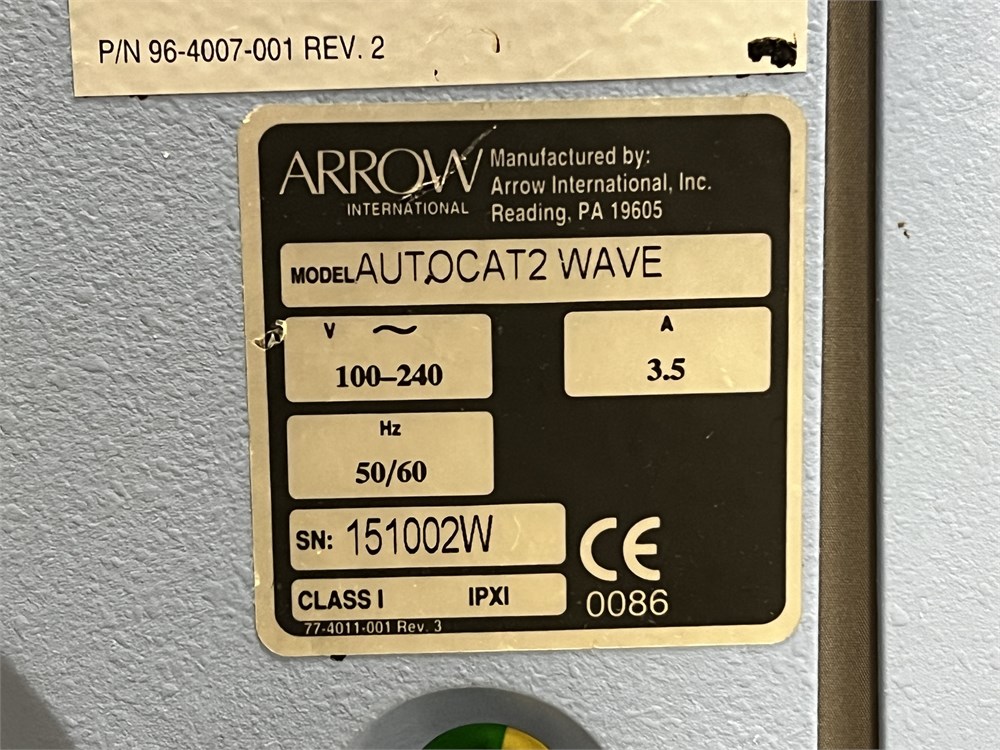 P/N 96-4007-001 REV. 2
ARROW
INTERNATIONAL
Manufactured by:
Arrow International, Inc.
Reading, PA 19605
MODEL AUTOCAT2 WAVE
V ~
100–240
A
3.5
Hz
50/60
SN: 151002W
CLASS I IPXI
CE
0086
77-4011-001 Rev. 3